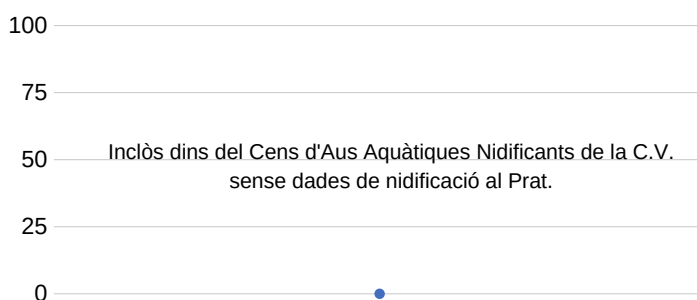 100
75
50
25
0
Inclòs dins del Cens d'Aus Aquàtiques Nidificants de la C.V.
sense dades de nidificació al Prat.